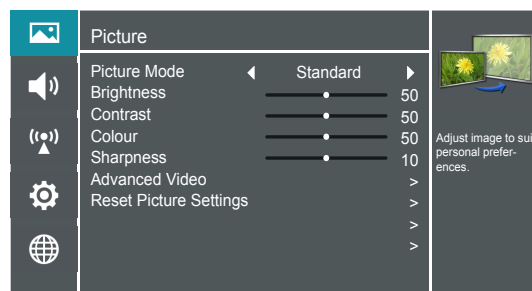 Picture
Picture Mode Standard
Brightness 50
Contrast 50
Colour 50
Sharpness 10
Advanced Video >
Reset Picture Settings >
>
>
Adjust image to sui
personal prefer-
ences.